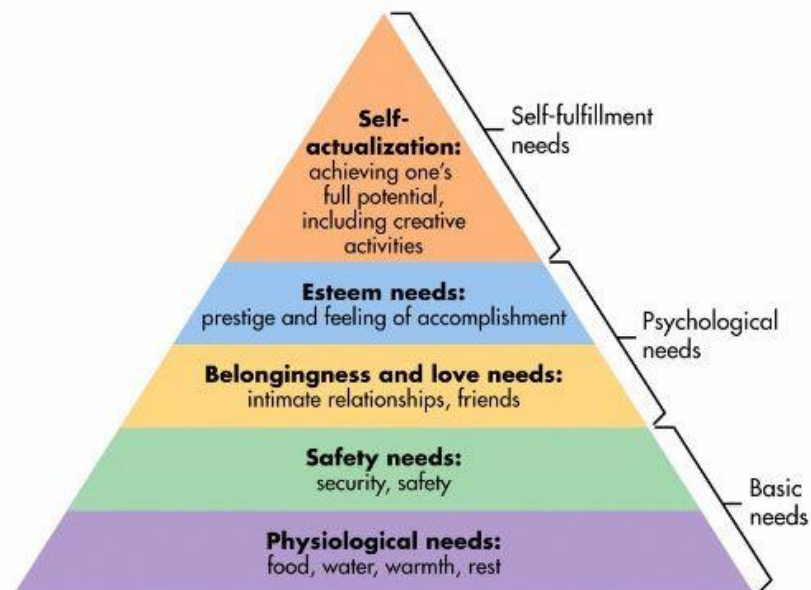 Self-
actualization:
achieving one's
full potential,
including creative
activities
Self-fulfillment
needs
Esteem needs:
prestige and feeling of accomplishment
Psychological
needs
Belongingness and love needs:
intimate relationships, friends
Safety needs:
security, safety
Basic
needs
Physiological needs:
food, water, warmth, rest